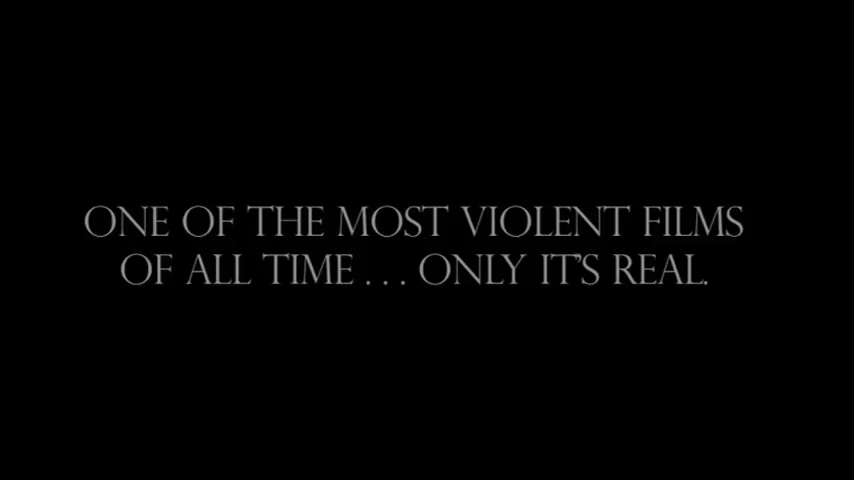 ONE OF THE MOST VIOLENT FILMS
OF ALL TIME . . . ONLY IT'S REAL.